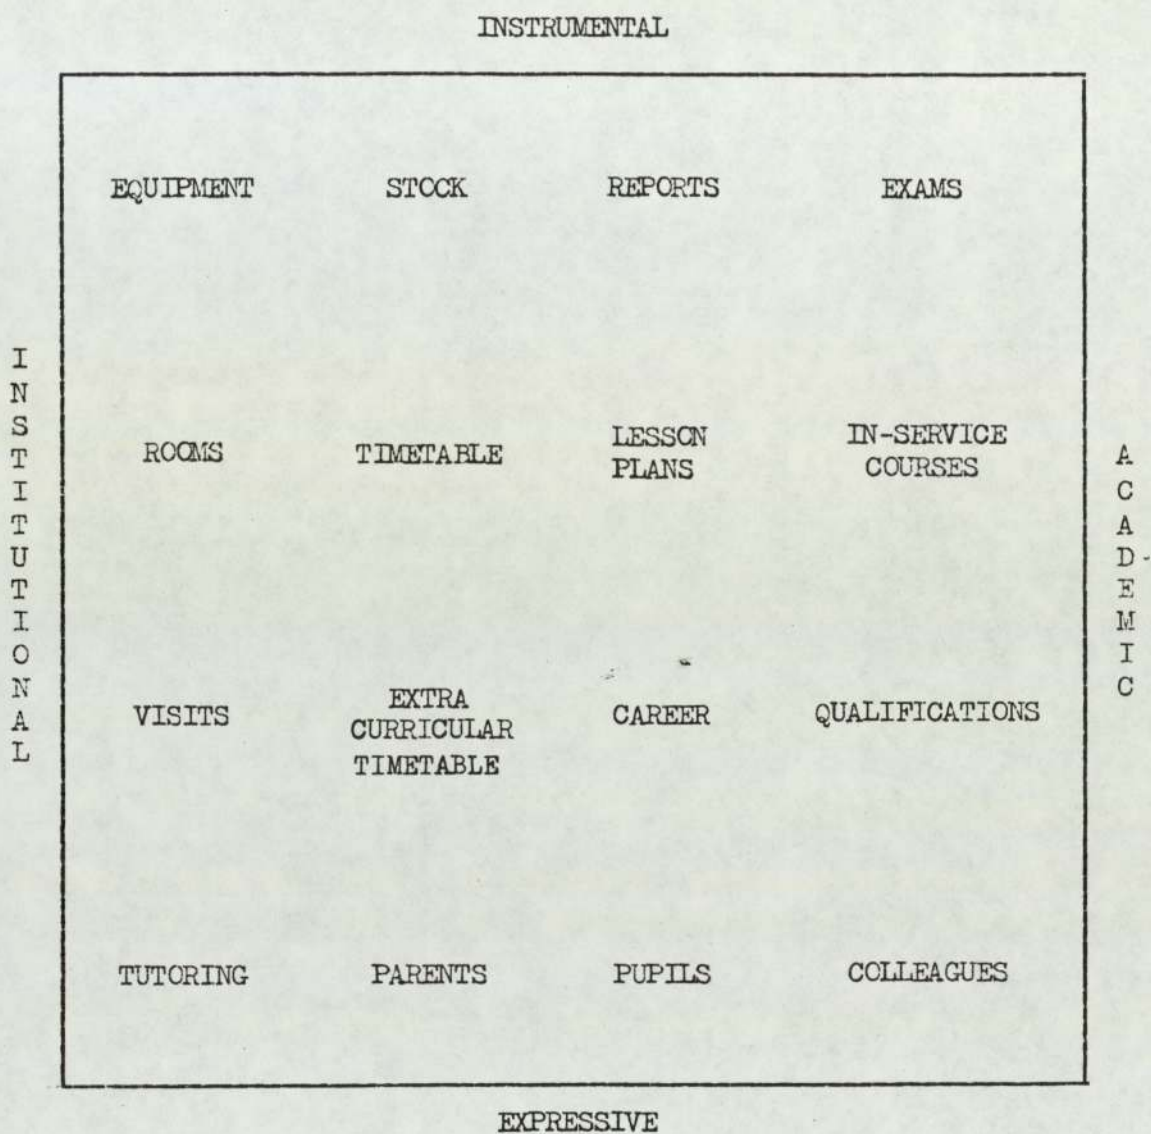 INSTRUMENTAL
EQUIPMENT STOCK REPORTS EXAMS
INSTITUTIONAL
ROOMS TIMETABLE LESSON PLANS IN-SERVICE COURSES
ACADEMIC
VISITS EXTRA CURRICULAR TIMETABLE CAREER QUALIFICATIONS
TUTORING PARENTS PUPILS COLLEAGUES
EXPRESSIVE